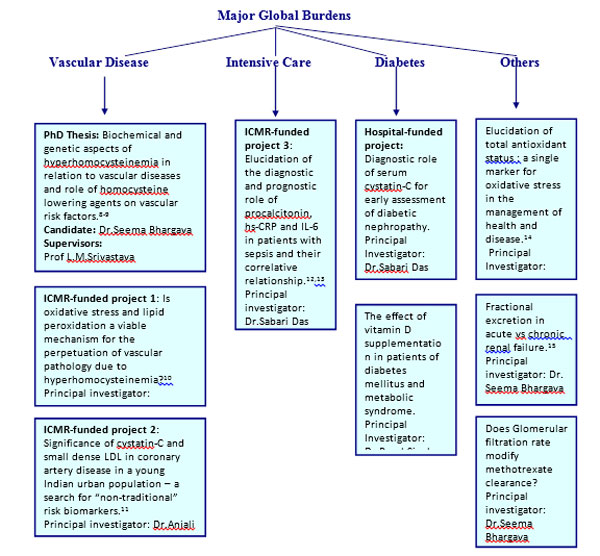 Major Global Burdens
Vascular Disease
Intensive Care
Diabetes
Others
PhD Thesis: Biochemical and
genetic aspects of
hyperhomocysteinemia in
relation to vascular diseases
and role of homocysteine
lowering agents on vascular
risk factors.8-9
Candidate: Dr.Seema Bhargava
Supervisors:
Prof L.M.Srivastava
ICMR-funded project 1: Is
oxidative stress and lipid
peroxidation a viable
mechanism for the
perpetuation of vascular
pathology due to
hyperhomocysteinemia?10
Principal investigator:
ICMR-funded project 2:
Significance of cystatin-C and
small dense LDL in coronary
artery disease in a young
Indian urban population – a
search for “non-traditional”
risk biomarkers.11
Principal investigator: Dr.Anjali
ICMR-funded
project 3:
Elucidation of
the diagnostic
and prognostic
role of
procalcitonin,
hs-CRP and IL-6
in patients with
sepsis and their
correlative
relationship.12,13
Principal
investigator:
Dr.Sabari Das
Hospital-funded
project:
Diagnostic role
of serum
cystatin-C for
early assessment
of diabetic
nephropathy.
Principal
Investigator:
Dr.Sabari Das
The effect of
vitamin D
supplementatio
n in patients of
diabetes
mellitus and
metabolic
syndrome.
Principal
Investigator:
Elucidation of
total antioxidant
status ; a single
marker for
oxidative stress
in the
management of
health and
disease.14
Principal
Investigator:
Fractional
excretion in
acute vs chronic
renal failure.15
Principal
investigator: Dr.
Seema Bhargava
Does Glomerular
filtration rate
modify
methotrexate
clearance?
Principal
investigator:
Dr.Seema
Bhargava